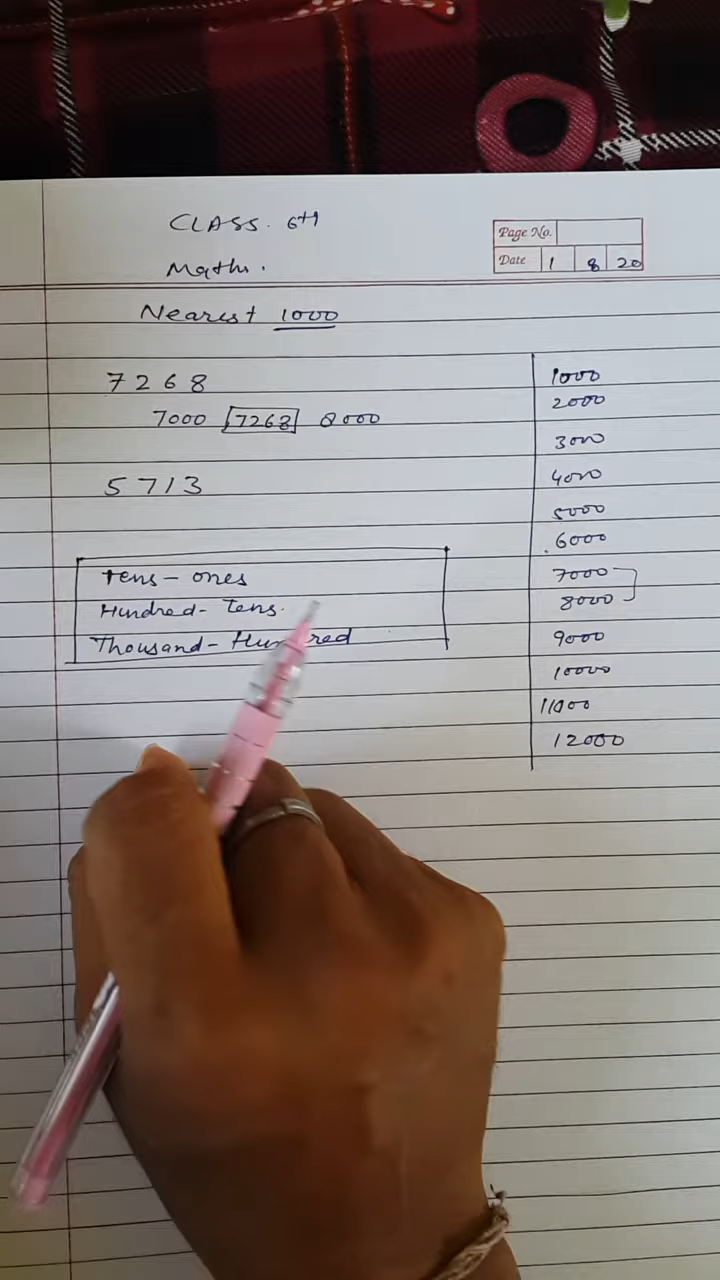 CLASS. 6th
Maths.
Page No.
Date 1 8 20
Nearest 1000
7268
7000 7268 8000
5713
Tens - ones
Hundred - Tens.
Thousand - Hundred
1000
2000
3000
4000
5000
6000
7000
8000
9000
10000
11000
12000